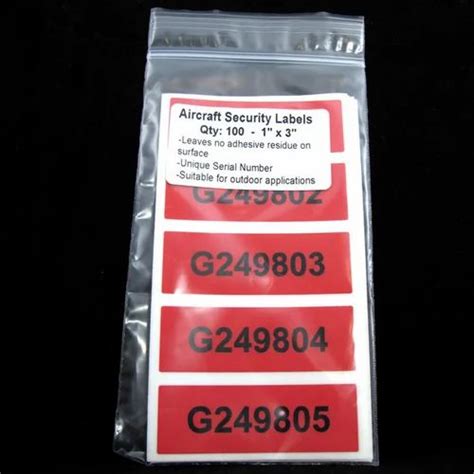 Aircraft Security Labels
Qty: 100 - 1" x 3"
-Leaves no adhesive residue on
surface
-Unique Serial Number
-Suitable for outdoor applications
G249802
G249803
G249804
G249805